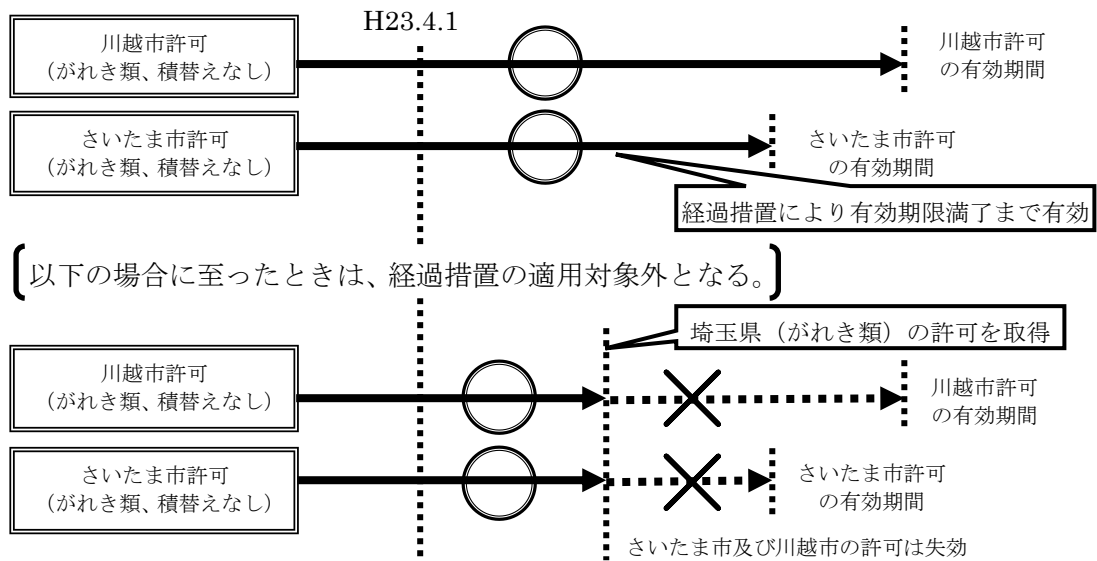 H23.4.1
川越市許可
（がれき類、積替えなし）
川越市許可
の有効期間
さいたま市許可
（がれき類、積替えなし）
さいたま市許可
の有効期間
経過措置により有効期限満了まで有効
以下の場合に至ったときは、経過措置の適用対象外となる。
埼玉県（がれき類）の許可を取得
川越市許可
（がれき類、積替えなし）
川越市許可
の有効期間
さいたま市許可
（がれき類、積替えなし）
さいたま市許可
の有効期間
さいたま市及び川越市の許可は失効